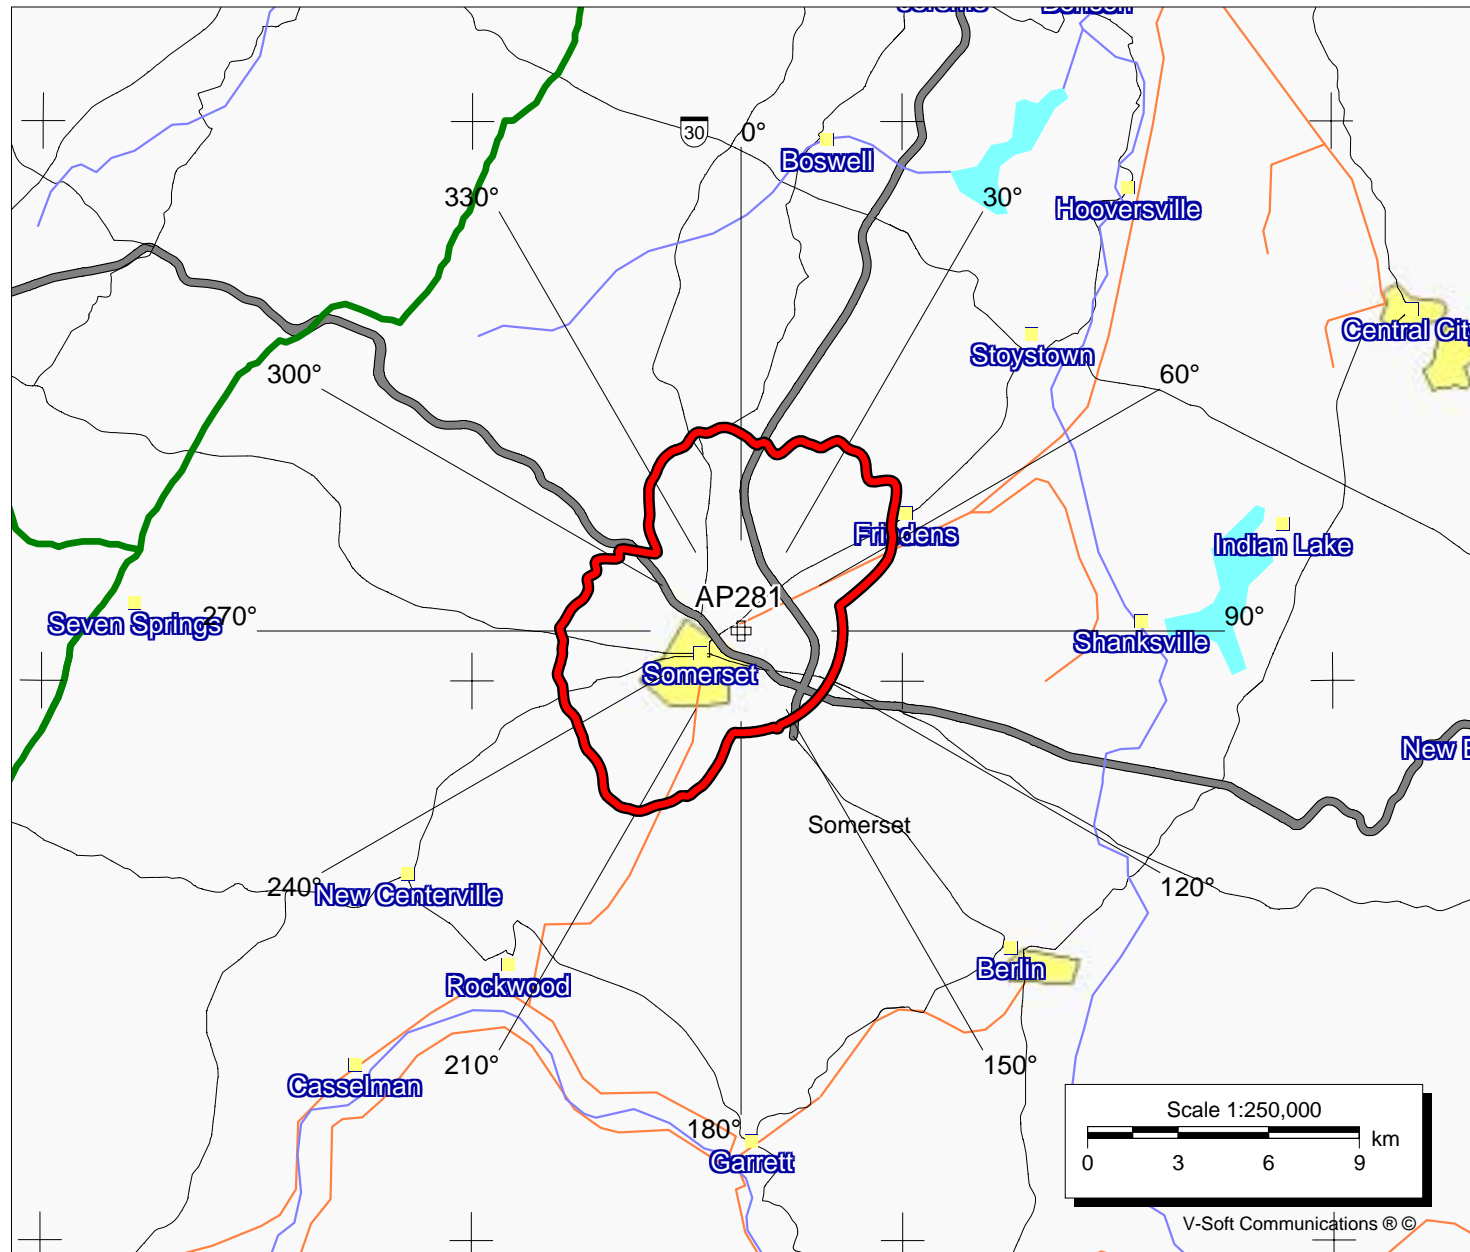 30
0°
Boswell
330°
30°
Hooversville
Central
Stoystown
300°
60°
Friedens
Indian Lake
AP281
Seven Springs
270°
90°
Shanksville
Somerset
New
Somerset
240°
New Centerville
120°
Berlin
Rockwood
210°
150°
Casselman
180°
Garrett
Scale 1:250,000
km
0 3 6 9
V-Soft Communications ® ©